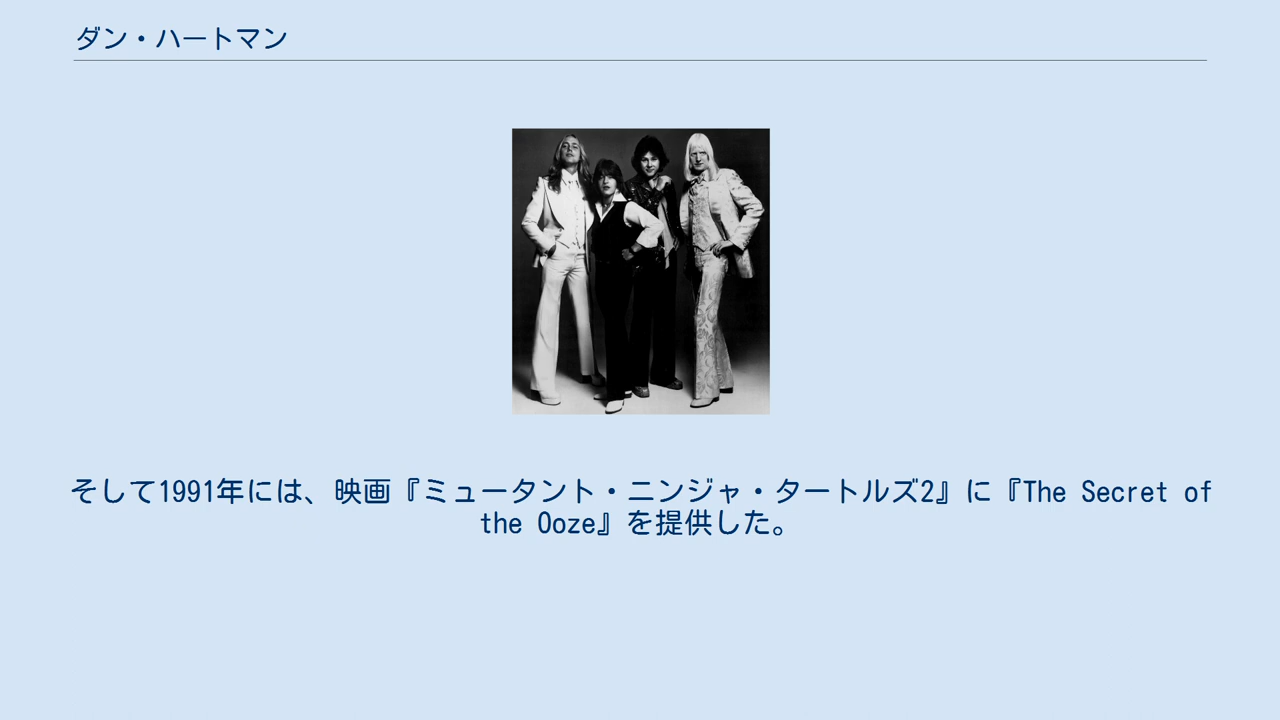 ダン・ハートマン
そして1991年には、映画『ミュータント・ニンジャ・タートルズ2』に『The Secret of
the Ooze』を提供した。